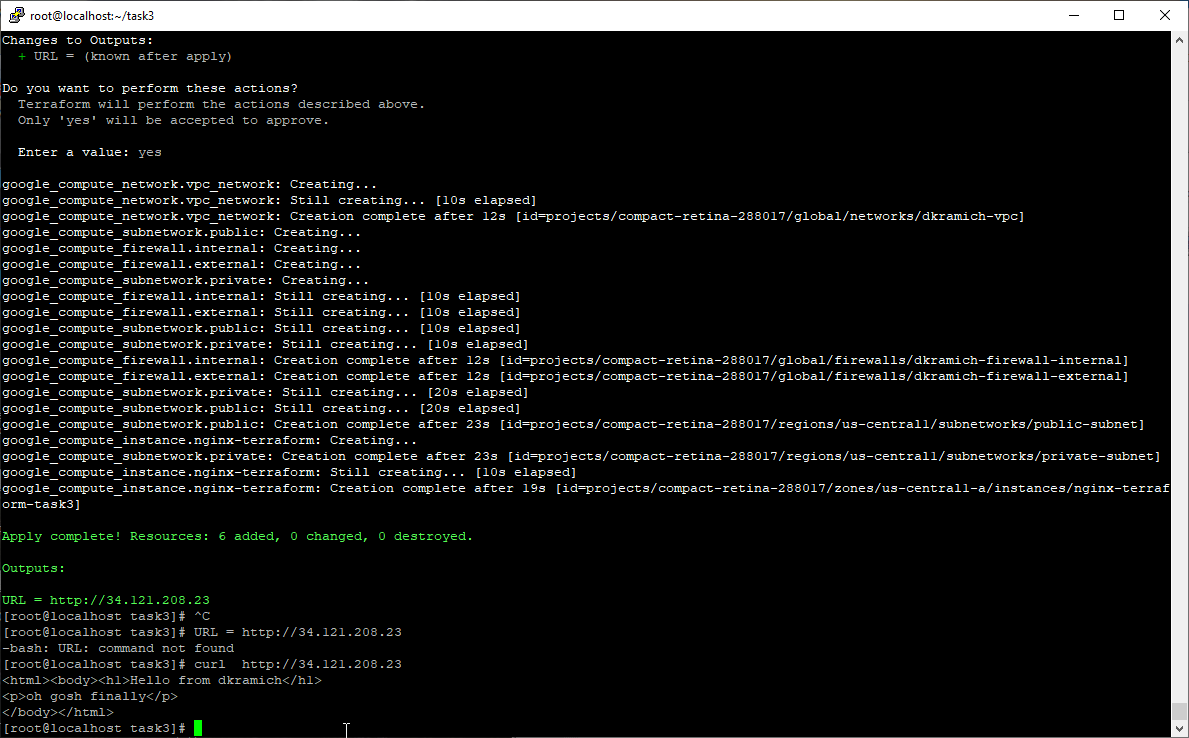 root@localhost:~/task3
Changes to Outputs:
  + URL = (known after apply)
Do you want to perform these actions?
  Terraform will perform the actions described above.
  Only 'yes' will be accepted to approve.
  Enter a value: yes
google_compute_network.vpc_network: Creating...
google_compute_network.vpc_network: Still creating... [10s elapsed]
google_compute_network.vpc_network: Creation complete after 12s [id=projects/compact-retina-288017/global/networks/dkramich-vpc]
google_compute_subnetwork.public: Creating...
google_compute_firewall.internal: Creating...
google_compute_firewall.external: Creating...
google_compute_subnetwork.private: Creating...
google_compute_firewall.internal: Still creating... [10s elapsed]
google_compute_firewall.external: Still creating... [10s elapsed]
google_compute_subnetwork.public: Still creating... [10s elapsed]
google_compute_subnetwork.private: Still creating... [10s elapsed]
google_compute_firewall.internal: Creation complete after 12s [id=projects/compact-retina-288017/global/firewalls/dkramich-firewall-internal]
google_compute_firewall.external: Creation complete after 12s [id=projects/compact-retina-288017/global/firewalls/dkramich-firewall-external]
google_compute_subnetwork.private: Still creating... [20s elapsed]
google_compute_subnetwork.public: Still creating... [20s elapsed]
google_compute_subnetwork.public: Creation complete after 23s [id=projects/compact-retina-288017/regions/us-central1/subnetworks/public-subnet]
google_compute_instance.nginx-terraform: Creating...
google_compute_subnetwork.private: Creation complete after 23s [id=projects/compact-retina-288017/regions/us-central1/subnetworks/private-subnet]
google_compute_instance.nginx-terraform: Still creating... [10s elapsed]
google_compute_instance.nginx-terraform: Creation complete after 19s [id=projects/compact-retina-288017/zones/us-central1-a/instances/nginx-terraf
orm-task3]
Apply complete! Resources: 6 added, 0 changed, 0 destroyed.
Outputs:
URL = http://34.121.208.23
[root@localhost task3]# ^C
[root@localhost task3]# URL = http://34.121.208.23
-bash: URL: command not found
[root@localhost task3]# curl  http://34.121.208.23
<html><body><h1>Hello from dkramich</h1>
<p>oh gosh finally</p>
</body></html>
[root@localhost task3]#